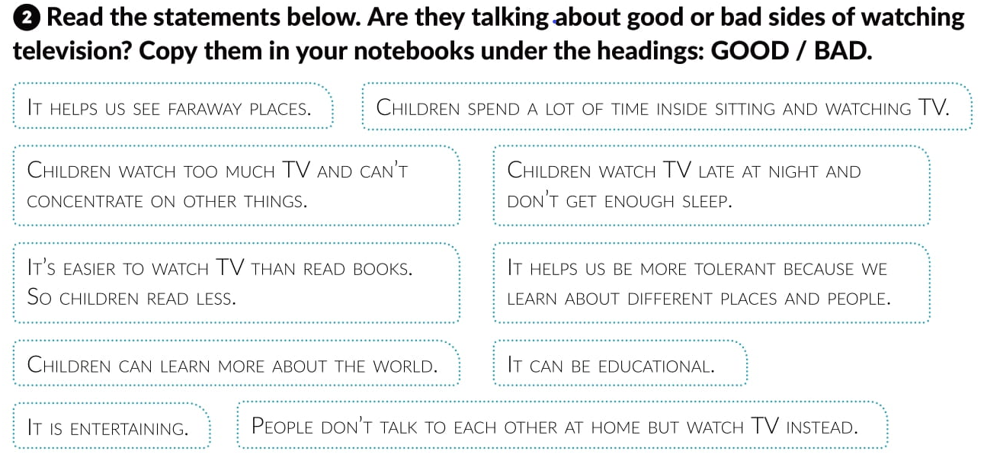 2 Read the statements below. Are they talking about good or bad sides of watching
television? Copy them in your notebooks under the headings: GOOD / BAD.
It helps us see faraway places.
Children spend a lot of time inside sitting and watching TV.
Children watch too much TV and can't
concentrate on other things.
Children watch TV late at night and
don't get enough sleep.
It's easier to watch TV than read books.
So children read less.
It helps us be more tolerant because we
learn about different places and people.
Children can learn more about the world.
It can be educational.
It is entertaining.
People don't talk to each other at home but watch TV instead.